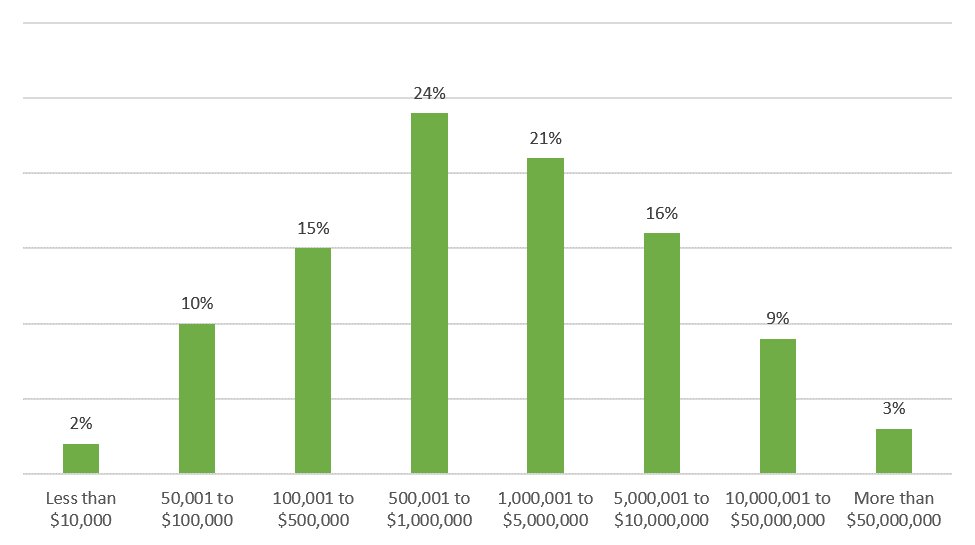 24%
21%
16%
15%
10%
9%
3%
2%
Less than
$10,000
50,001 to
$100,000
100,001 to
$500,000
500,001 to
$1,000,000
1,000,001 to
$5,000,000
5,000,001 to
$10,000,000
10,000,001 to
$50,000,000
More than
$50,000,000